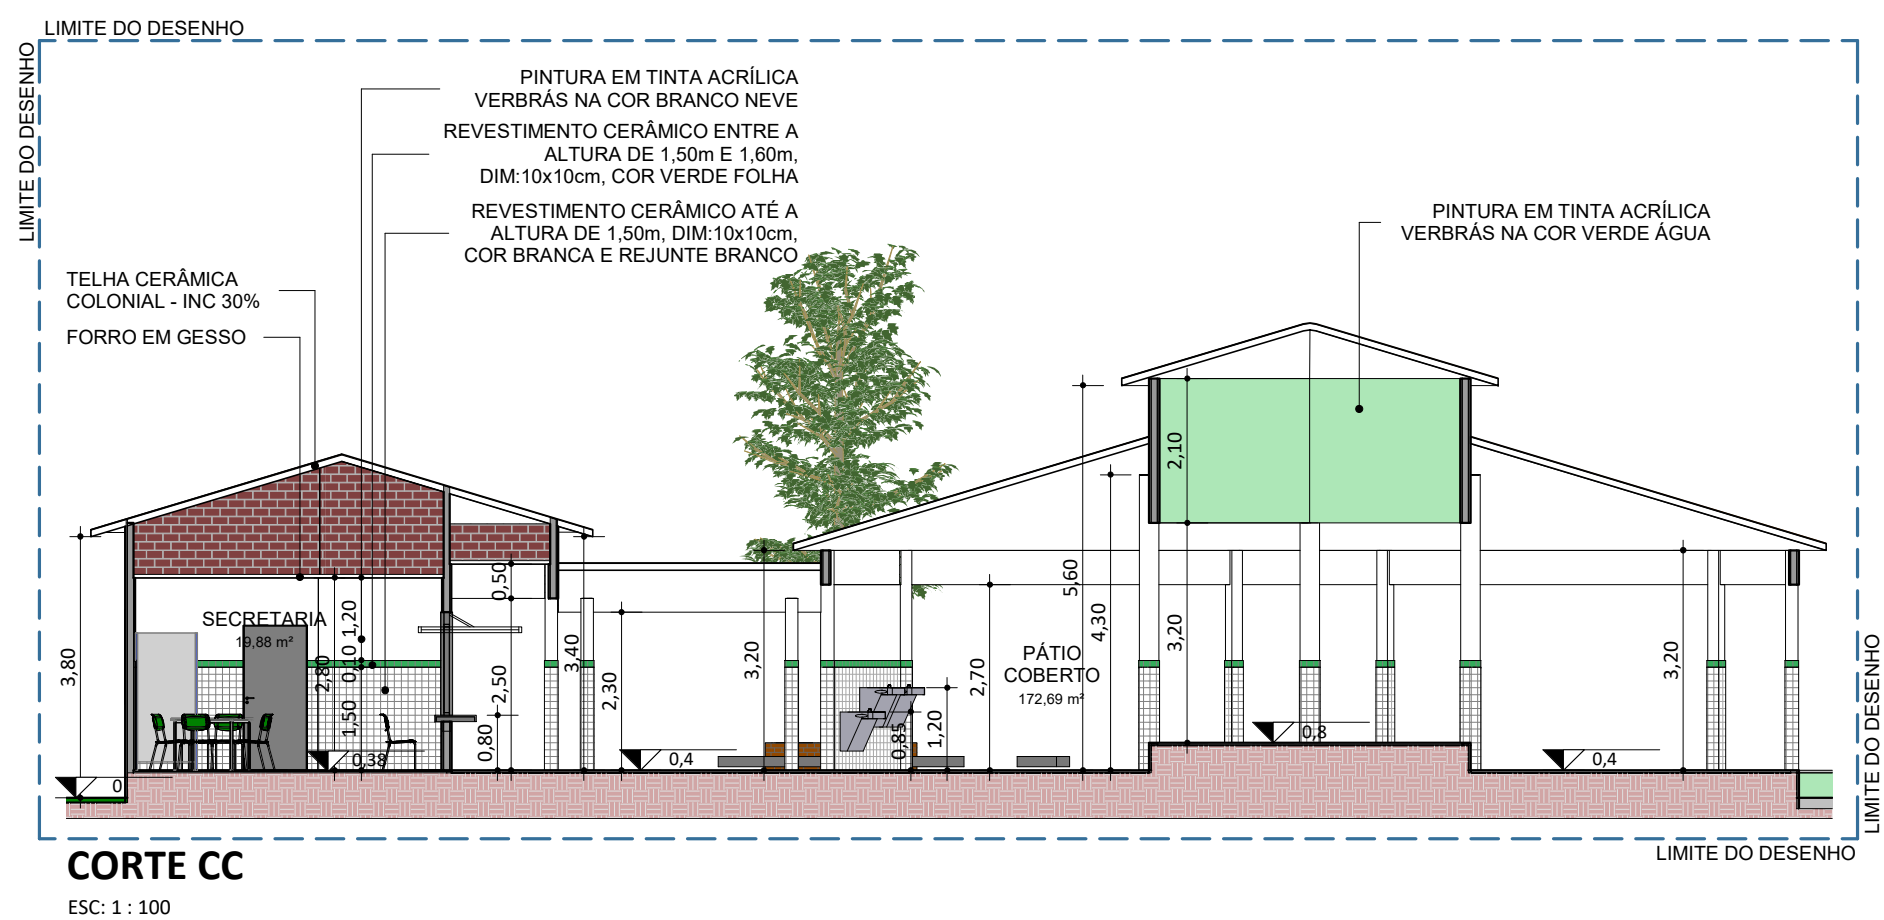 LIMITE DO DESENHO
LIMITE DO DESENHO
PINTURA EM TINTA ACRÍLICA
VERBRÁS NA COR BRANCO NEVE
REVESTIMENTO CERÂMICO ENTRE A
ALTURA DE 1,50m E 1,60m,
DIM:10x10cm, COR VERDE FOLHA
REVESTIMENTO CERÂMICO ATÉ A
ALTURA DE 1,50m, DIM:10x10cm,
COR BRANCA E REJUNTE BRANCO
PINTURA EM TINTA ACRÍLICA
VERBRÁS NA COR VERDE ÁGUA
TELHA CERÂMICA
COLONIAL - INC 30%
FORRO EM GESSO
2,10
0,50
5,60
4,30
3,20
SECRETARIA
19,88 m²
1,20
3,80
2,80
0,10
1,50
3,40
2,50
2,30
0,80
3,20
2,70
PÁTIO
COBERTO
172,69 m²
1,20
0,85
3,20
0
0,38
0,4
0,8
0,4
LIMITE DO DESENHO
LIMITE DO DESENHO
CORTE CC
ESC: 1 : 100